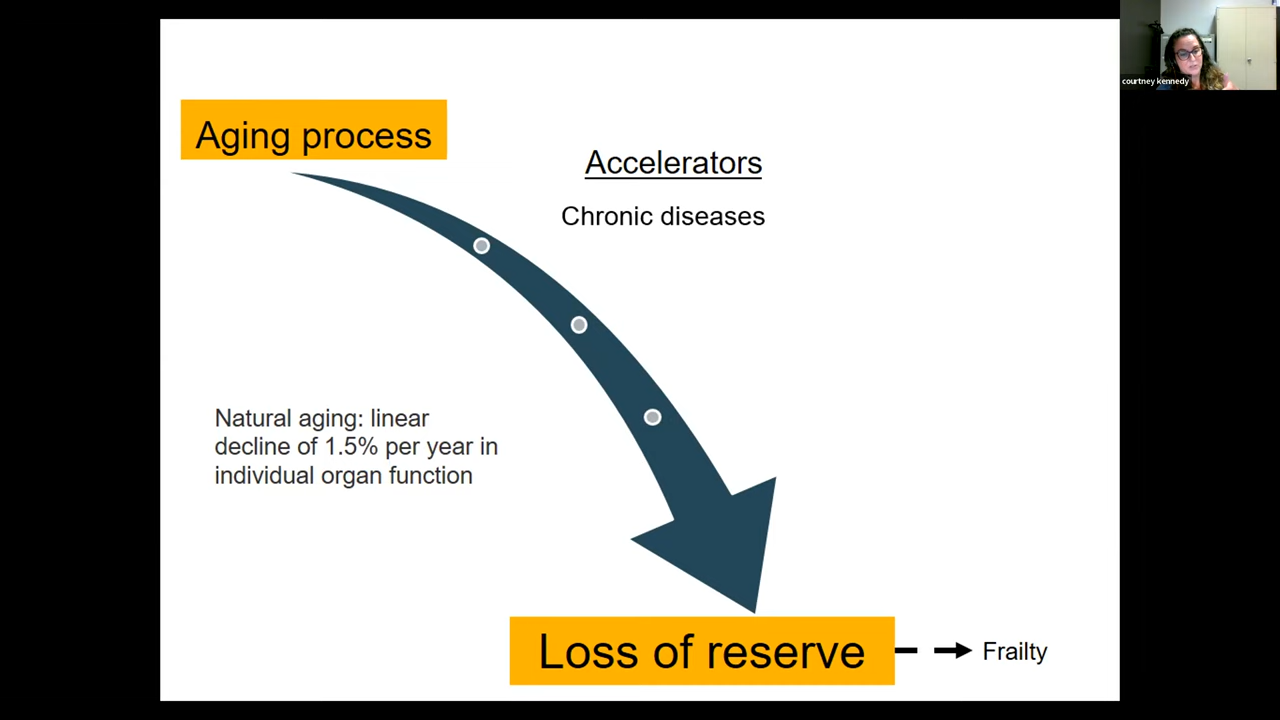 Aging process
Accelerators
Chronic diseases
Natural aging: linear
decline of 1.5% per year in
individual organ function
Loss of reserve
Frailty
courtney kennedy